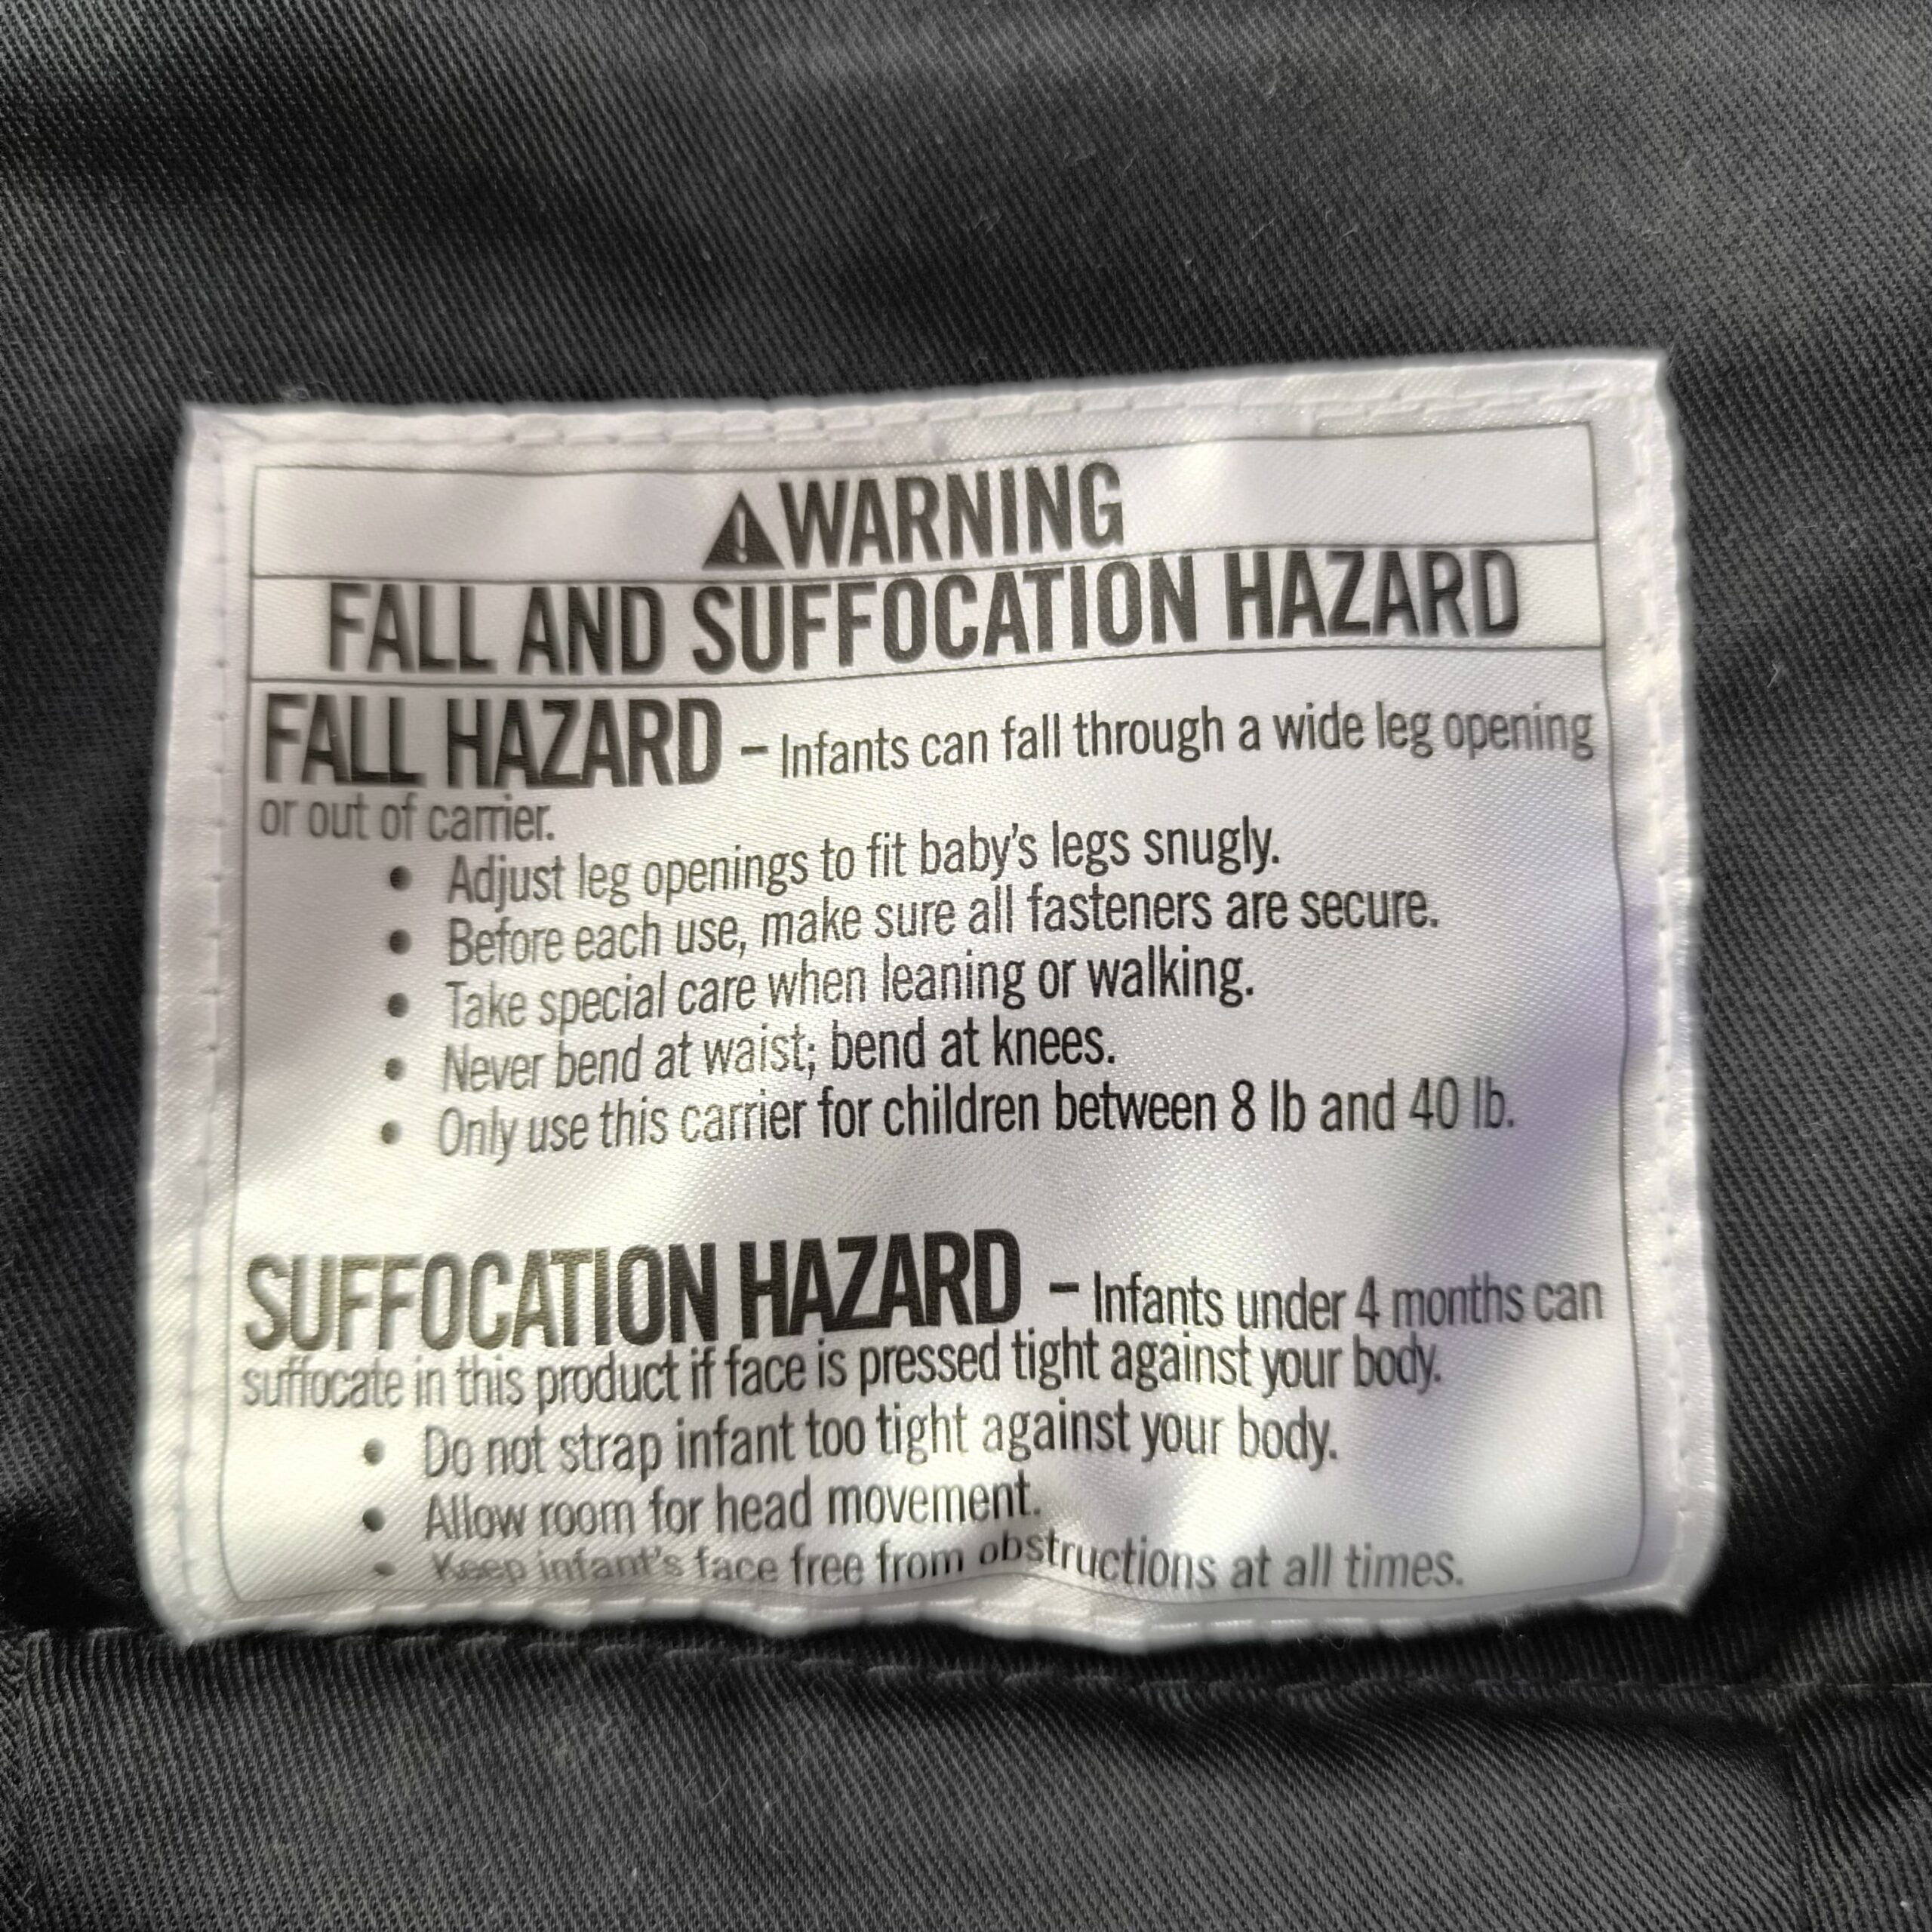 ⚠WARNING
FALL AND SUFFOCATION HAZARD
FALL HAZARD – Infants can fall through a wide leg opening
or out of carrier.
• Adjust leg openings to fit baby's legs snugly.
• Before each use, make sure all fasteners are secure.
• Take special care when leaning or walking.
• Never bend at waist; bend at knees.
• Only use this carrier for children between 8 lb and 40 lb.
SUFFOCATION HAZARD – Infants under 4 months can
suffocate in this product if face is pressed tight against your body.
• Do not strap infant too tight against your body.
• Allow room for head movement.
• Keep infant's face free from obstructions at all times.